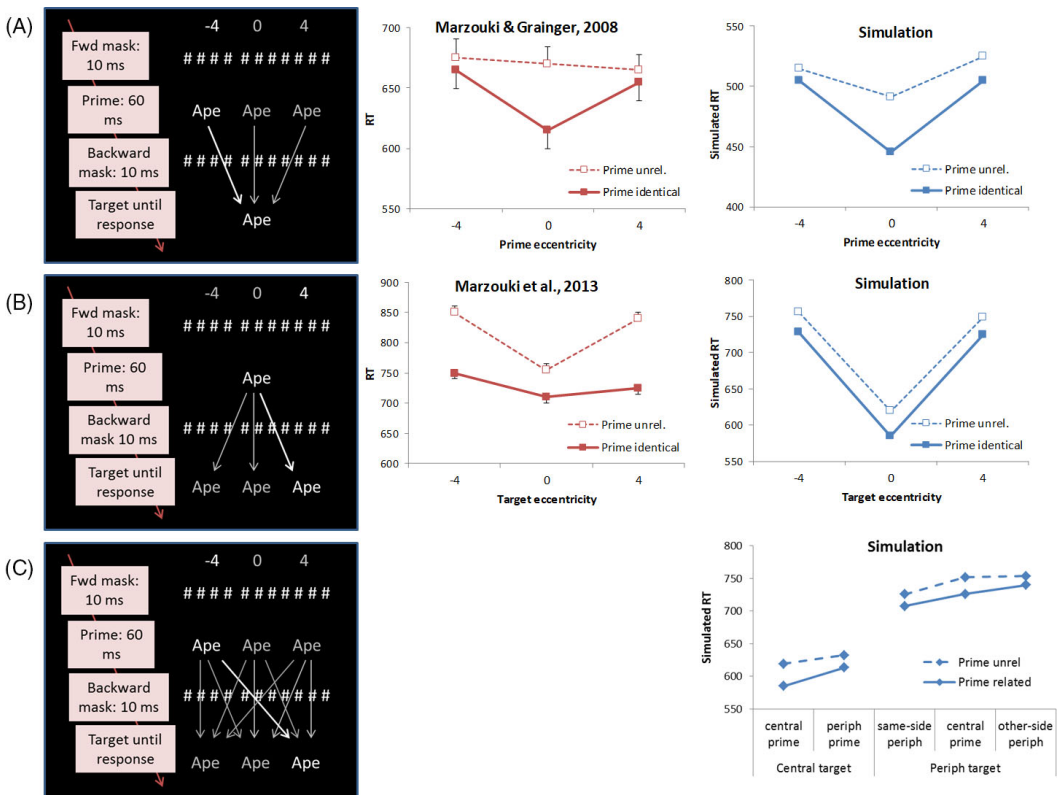 (A)
-4 0 4
Fwd mask:
10 ms
# # # # # # # # # # #
Prime: 60
ms
Ape Ape Ape
Backward
mask: 10 ms
# # # # # # # # # # #
Target until
response
Ape
Marzouki & Grainger, 2008
700
650
600
550
RT
-4 0 4
Prime eccentricity
Prime unrel.
Prime identical
Simulation
550
500
450
400
Simulated RT
-4 0 4
Prime eccentricity
Prime unrel.
Prime identical
(B)
-4 0 4
Fwd mask:
10 ms
# # # # # # # # # # #
Prime: 60
ms
Ape
Backward
mask 10 ms
# # # # # # # # # # #
Target until
response
Ape Ape Ape
Marzouki et al., 2013
900
850
800
750
700
650
600
RT
-4 0 4
Target eccentricity
Prime unrel.
Prime identical
Simulation
800
750
700
650
600
550
Simulated RT
-4 0 4
Target eccentricity
Prime unrel.
Prime identical
(C)
-4 0 4
Fwd mask:
10 ms
# # # # # # # # # # #
Prime: 60
ms
Ape Ape Ape
Backward
mask: 10 ms
# # # # # # # # # # #
Target until
response
Ape Ape Ape
Simulation
800
750
700
650
600
550
Simulated RT
Prime unrel
Prime related
central periph same-side central other-side
prime prime periph prime periph
Central target Periph target